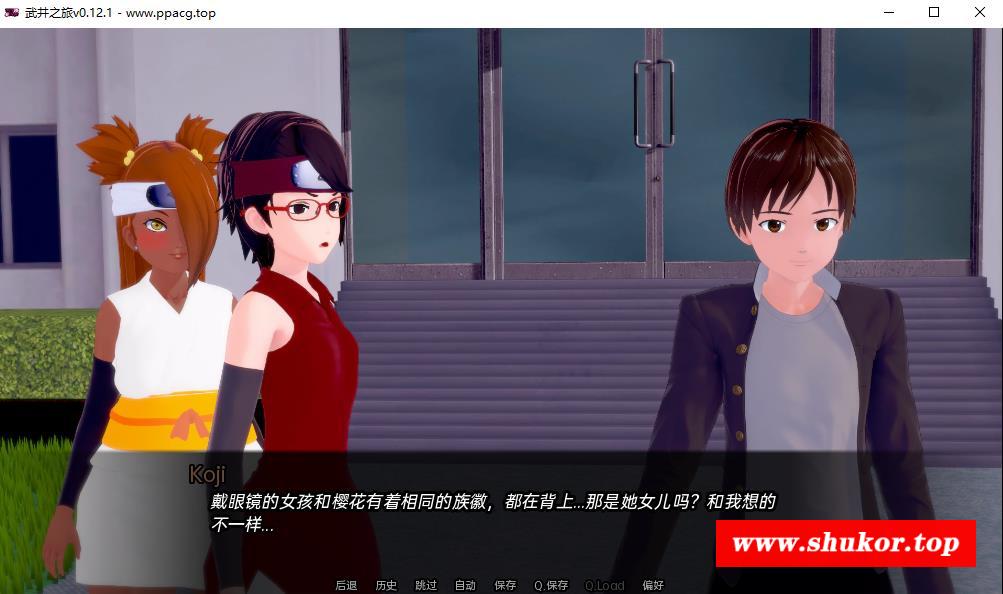 武井之旅v0.12.1 - www.ppacg.top
Koji
戴眼镜的女孩和樱花有着相同的族徽，都在背上...那是她女儿吗？和我想的
不一样...
www.shukor.top
后退 历史 跳过 自动 保存 Q.保存 Q.Load 偏好